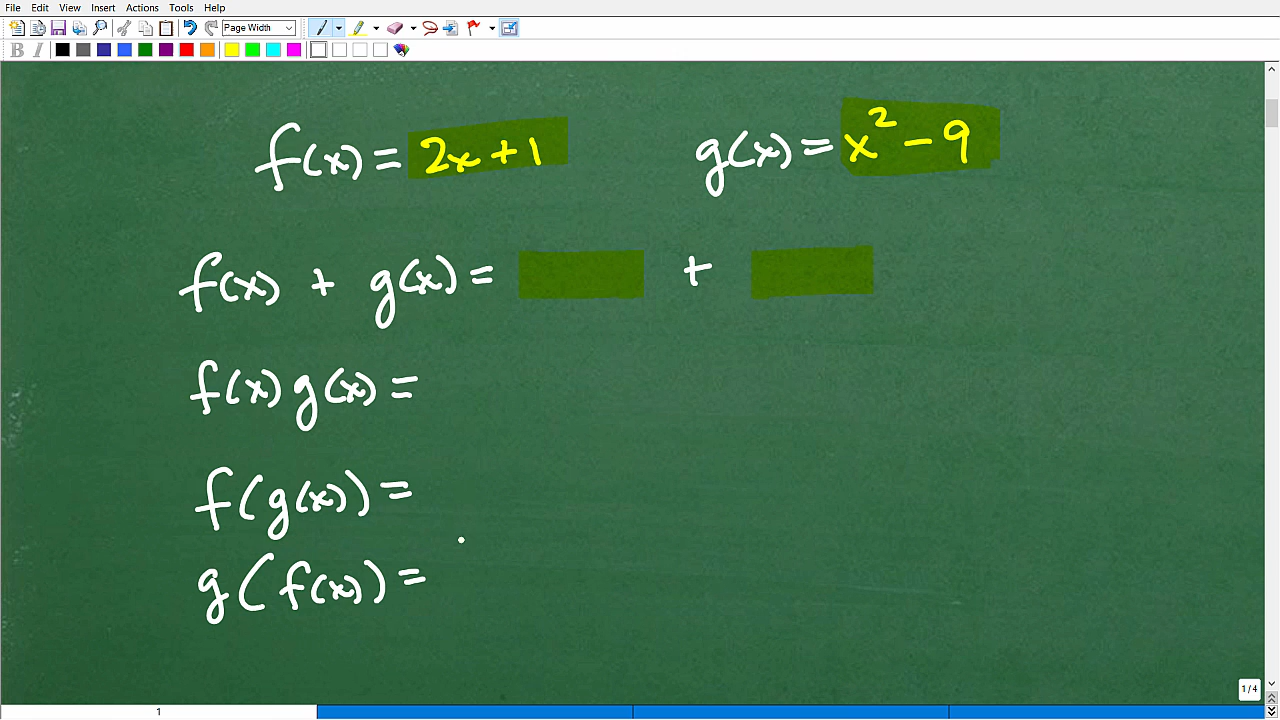 File Edit View Insert Actions Tools Help
Page Width
B I
f(x) = 2x + 1 g(x) = x² - 9
f(x) + g(x) = +
f(x) g(x) =
f(g(x)) =
g(f(x)) =
1/4
1